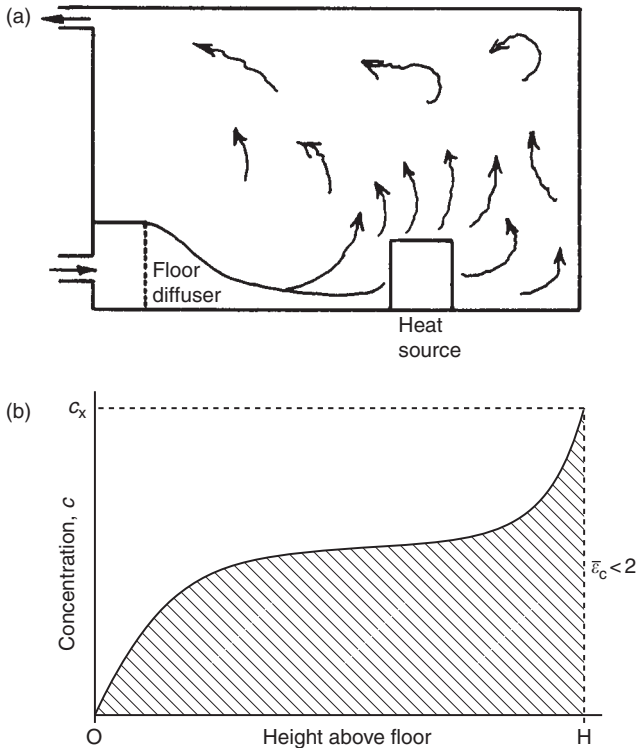 (a)
Floor
diffuser
Heat
source
(b)
cx
Concentration, c
ε̅c < 2
O
Height above floor
H